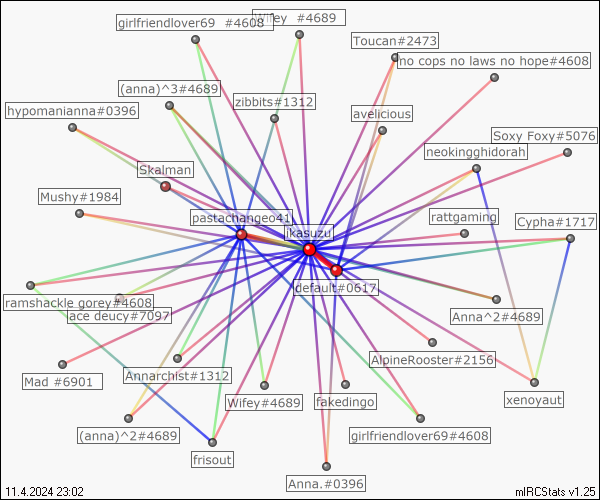 girlfriendlover69 #4608
Wifey #4689
Toucan#2473
no cops no laws no hope#4608
(anna)^3#4689
zibbits#1312
avelicious
hypomanianna#0396
Soxy Foxy#5076
neokingghidorah
Skalman
Mushy#1984
pastachangeo41
rattgaming
Cypha#1717
ikasuzu
default#0617
ramshackle gorey#4608
ace deucy#7097
Anna^2#4689
AlpineRooster#2156
Mad #6901
Annarchist#1312
Wifey#4689
fakedingo
xenoyaut
(anna)^2#4689
girlfriendlover69#4608
frisout
Anna.#0396
11.4.2024 23:02
mIRCStats v1.25